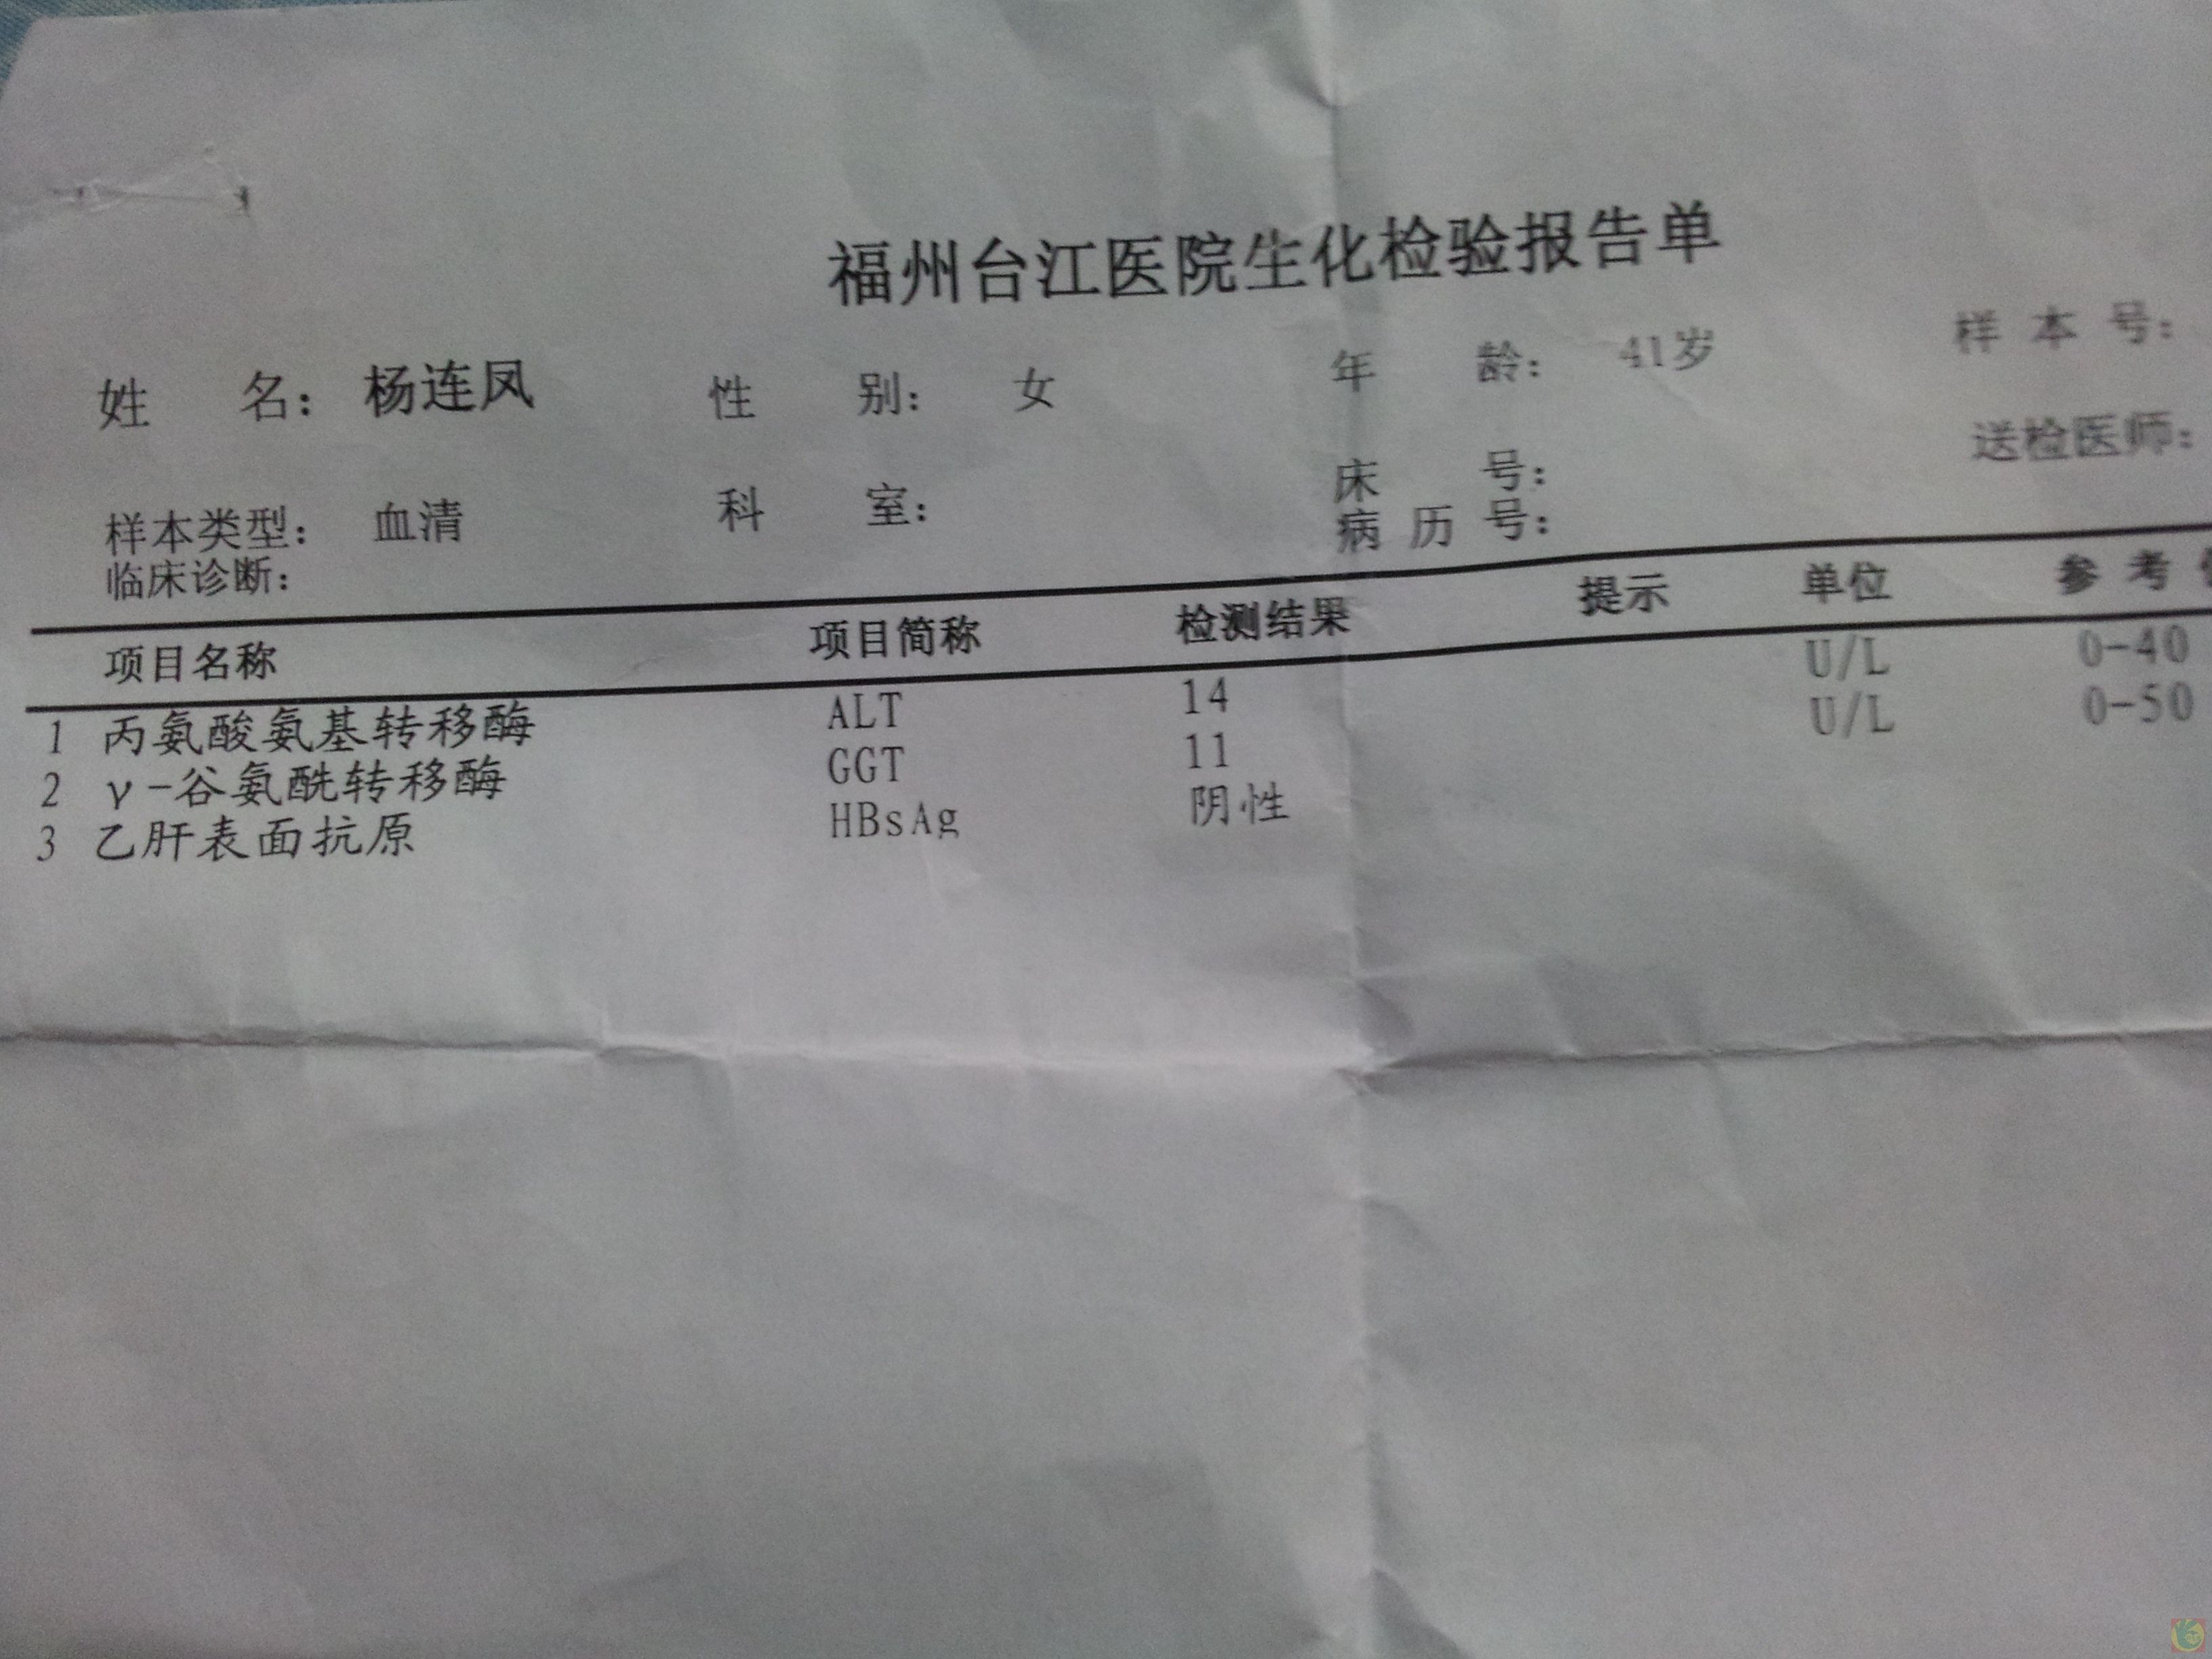 福州台江医院生化检验报告单
姓 名： 杨连凤 性 别： 女 年 龄： 41岁 样 本 号：
样本类型： 血清 科 室： 床 号： 送检医师：
临床诊断： 病 历 号：
项目名称 项目简称 检测结果 提示 单位 参 考
1 丙氨酸氨基转移酶 ALT 14 U/L 0-40
2 γ-谷氨酰转移酶 GGT 11 U/L 0-50
3 乙肝表面抗原 HBsAg 阴性